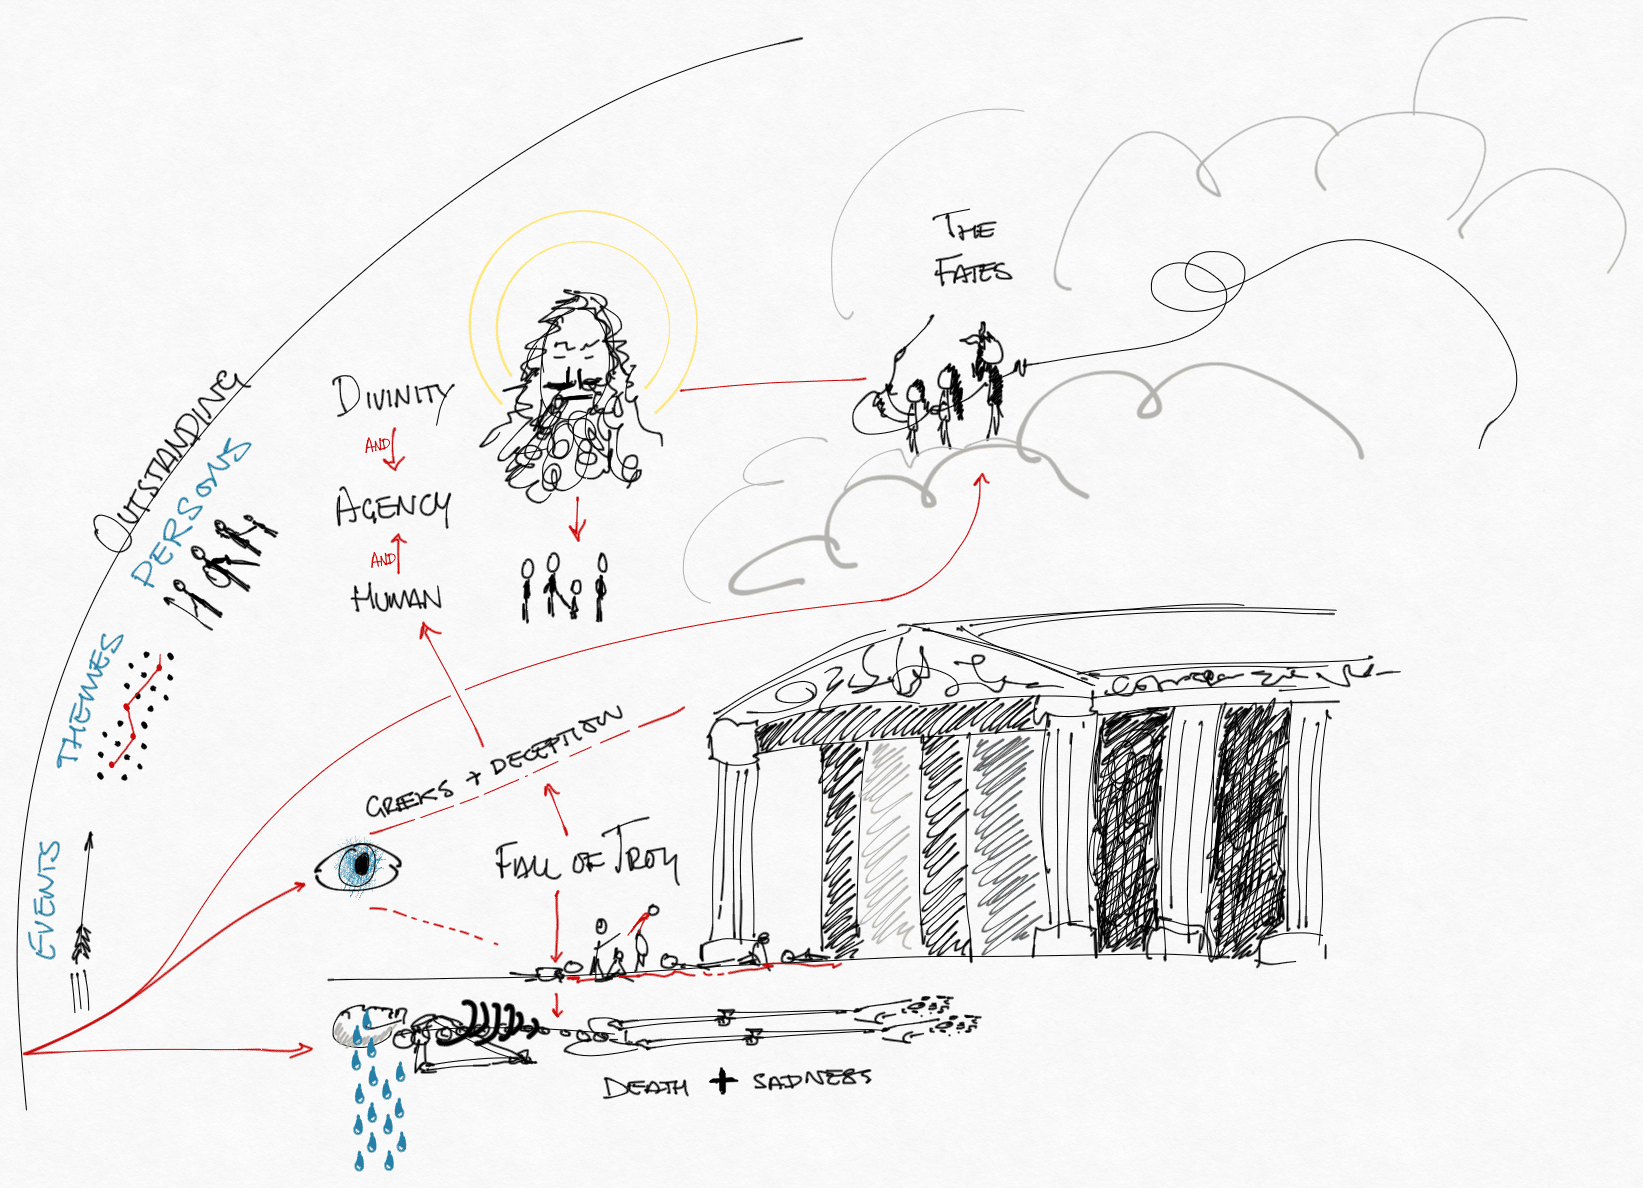 THE
FATES
OUTSTANDING
PERSONS
THEMES
EVENTS
DIVINITY
AND
AGENCY
AND
HUMAN
GREEKS + DECEPTION
FALL OF TROY
DEATH + SADNESS